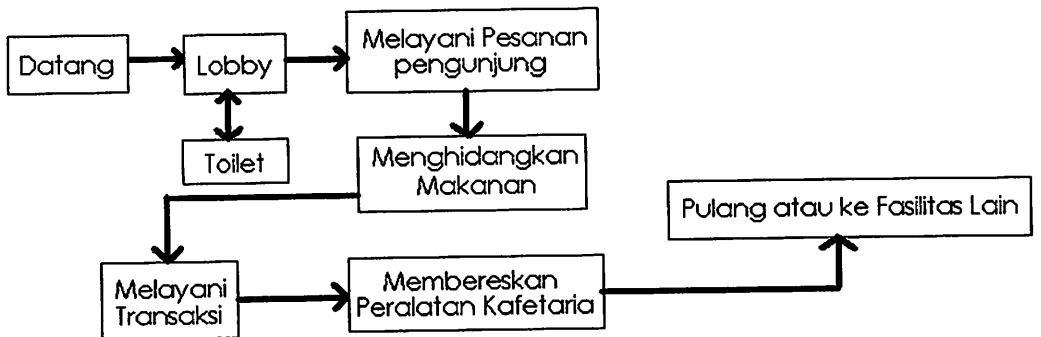 Datang
Lobby
Melayani Pesanan
pengunjung
Toilet
Menghidangkan
Makanan
Pulang atau ke Fasilitas Lain
Melayani
Transaksi
Membereskan
Peralatan Kafetaria